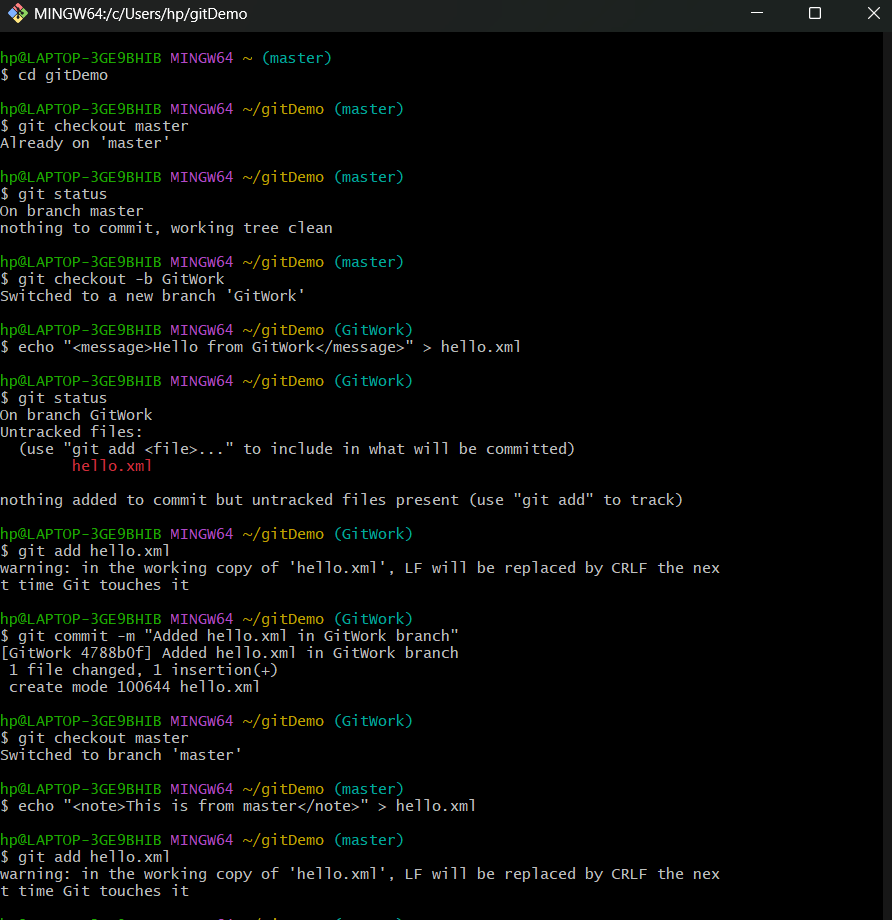 MINGW64:/c/Users/hp/gitDemo
hp@LAPTOP-3GE9BHIB MINGW64 ~ (master)
$ cd gitDemo
hp@LAPTOP-3GE9BHIB MINGW64 ~/gitDemo (master)
$ git checkout master
Already on 'master'
hp@LAPTOP-3GE9BHIB MINGW64 ~/gitDemo (master)
$ git status
On branch master
nothing to commit, working tree clean
hp@LAPTOP-3GE9BHIB MINGW64 ~/gitDemo (master)
$ git checkout -b GitWork
Switched to a new branch 'GitWork'
hp@LAPTOP-3GE9BHIB MINGW64 ~/gitDemo (GitWork)
$ echo "<message>Hello from GitWork</message>" > hello.xml
hp@LAPTOP-3GE9BHIB MINGW64 ~/gitDemo (GitWork)
$ git status
On branch GitWork
Untracked files:
  (use "git add <file>..." to include in what will be committed)
        hello.xml
nothing added to commit but untracked files present (use "git add" to track)
hp@LAPTOP-3GE9BHIB MINGW64 ~/gitDemo (GitWork)
$ git add hello.xml
warning: in the working copy of 'hello.xml', LF will be replaced by CRLF the nex
t time Git touches it
hp@LAPTOP-3GE9BHIB MINGW64 ~/gitDemo (GitWork)
$ git commit -m "Added hello.xml in GitWork branch"
[GitWork 4788b0f] Added hello.xml in GitWork branch
 1 file changed, 1 insertion(+)
 create mode 100644 hello.xml
hp@LAPTOP-3GE9BHIB MINGW64 ~/gitDemo (GitWork)
$ git checkout master
Switched to branch 'master'
hp@LAPTOP-3GE9BHIB MINGW64 ~/gitDemo (master)
$ echo "<note>This is from master</note>" > hello.xml
hp@LAPTOP-3GE9BHIB MINGW64 ~/gitDemo (master)
$ git add hello.xml
warning: in the working copy of 'hello.xml', LF will be replaced by CRLF the nex
t time Git touches it